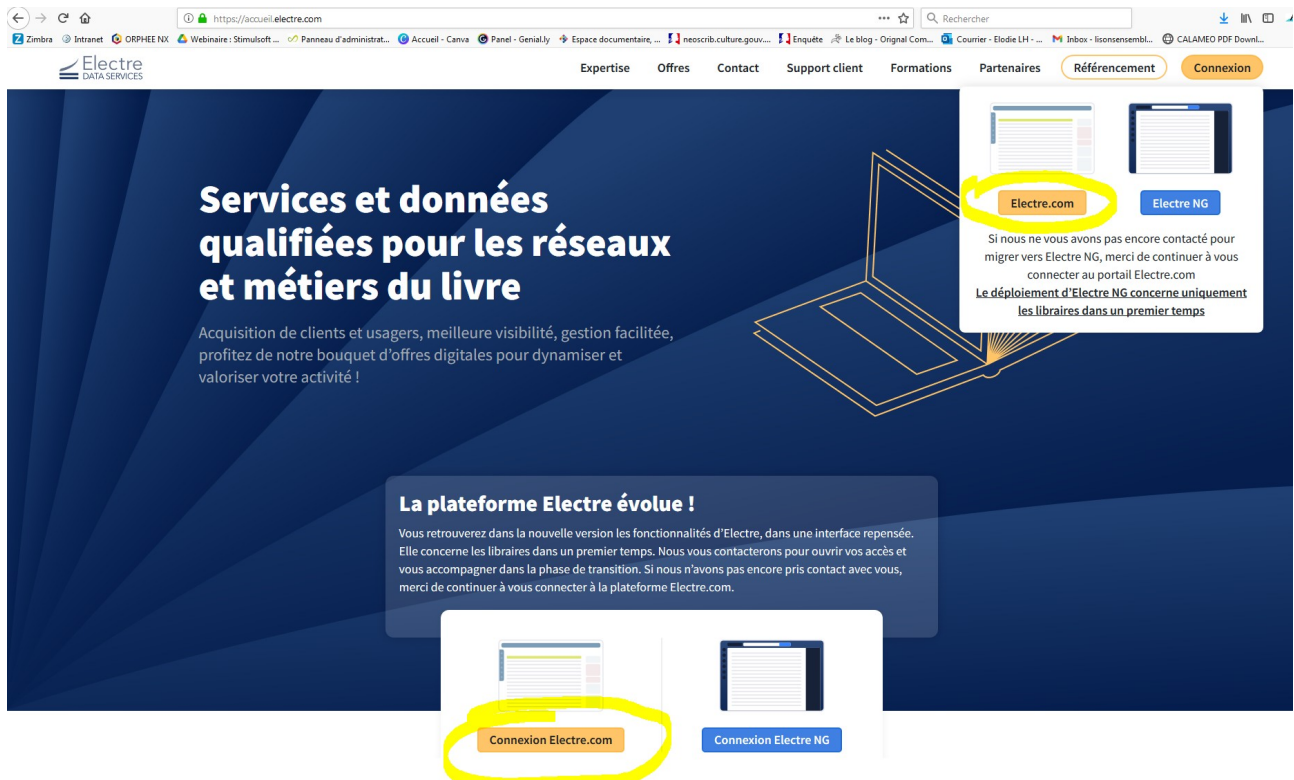 https://accueil.electre.com
Rechercher
Zimbra Intranet ORPHEE NX Webinaire : Stimulsoft ... Panneau d'administrat... Accueil - Canva Panel - Genial.ly Espace documentaire, ... neoscrib.culture.gouv.... Enquête Le blog - Orignal Com... Courrier - Elodie LH - ... Inbox - lisonsensembl... CALAMEO PDF Downl...
Electre
DATA SERVICES
Expertise Offres Contact Support client Formations Partenaires Référencement Connexion
Electre.com Electre NG
Si nous ne vous avons pas encore contacté pour
migrer vers Electre NG, merci de continuer à vous
connecter au portail Electre.com
Le déploiement d'Electre NG concerne uniquement
les libraires dans un premier temps
Services et données
qualifiées pour les réseaux
et métiers du livre
Acquisition de clients et usagers, meilleure visibilité, gestion facilitée,
profitez de notre bouquet d'offres digitales pour dynamiser et
valoriser votre activité !
La plateforme Electre évolue !
Vous retrouverez dans la nouvelle version les fonctionnalités d'Electre, dans une interface repensée.
Elle concerne les libraires dans un premier temps. Nous vous contacterons pour ouvrir vos accès et
vous accompagner dans la phase de transition. Si nous n'avons pas encore pris contact avec vous,
merci de continuer à vous connecter à la plateforme Electre.com.
Connexion Electre.com Connexion Electre NG